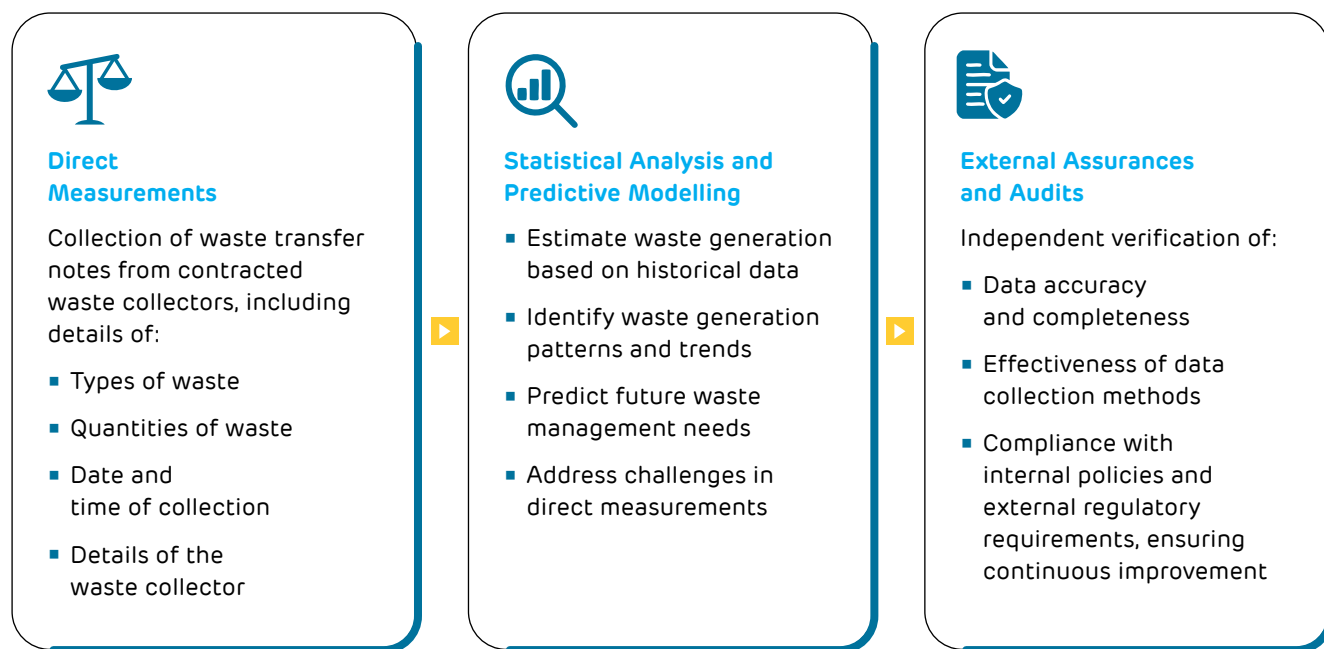 Direct
Measurements
Collection of waste transfer
notes from contracted
waste collectors, including
details of:
▪ Types of waste
▪ Quantities of waste
▪ Date and
time of collection
▪ Details of the
waste collector
Statistical Analysis and
Predictive Modelling
▪ Estimate waste generation
based on historical data
▪ Identify waste generation
patterns and trends
▪ Predict future waste
management needs
▪ Address challenges in
direct measurements
External Assurances
and Audits
Independent verification of:
▪ Data accuracy
and completeness
▪ Effectiveness of data
collection methods
▪ Compliance with
internal policies and
external regulatory
requirements, ensuring
continuous improvement